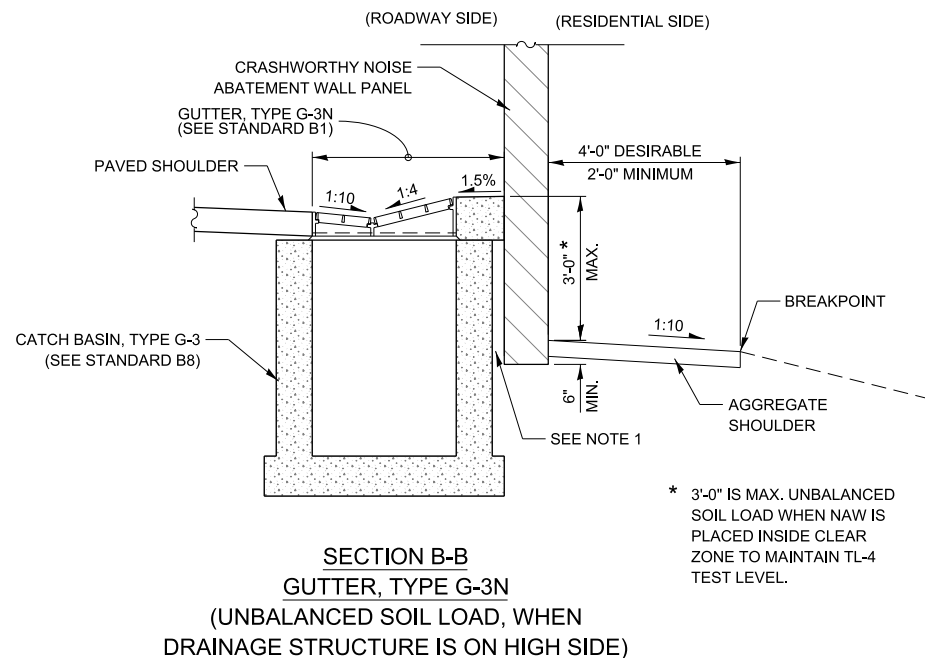 (ROADWAY SIDE)
(RESIDENTIAL SIDE)
CRASHWORTHY NOISE
ABATEMENT WALL PANEL
GUTTER, TYPE G-3N
(SEE STANDARD B1)
PAVED SHOULDER
1:10
1:4
1.5%
4'-0" DESIRABLE
2'-0" MINIMUM
3'-0" *
MAX.
BREAKPOINT
1:10
CATCH BASIN, TYPE G-3
(SEE STANDARD B8)
6"
MIN.
AGGREGATE
SHOULDER
SEE NOTE 1
* 3'-0" IS MAX. UNBALANCED
SOIL LOAD WHEN NAW IS
PLACED INSIDE CLEAR
ZONE TO MAINTAIN TL-4
TEST LEVEL.
SECTION B-B
GUTTER, TYPE G-3N
(UNBALANCED SOIL LOAD, WHEN
DRAINAGE STRUCTURE IS ON HIGH SIDE)